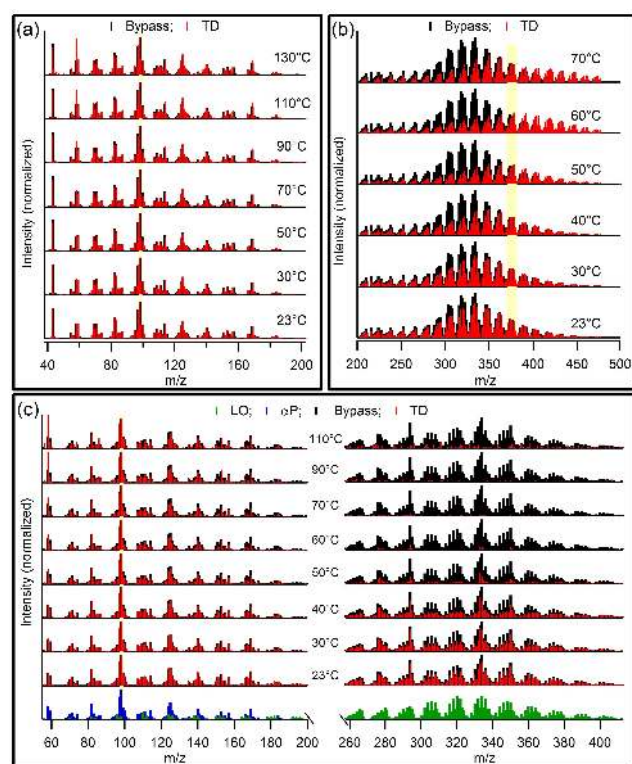 (a)
Bypass; TD
130°C
110°C
90°C
70°C
50°C
30°C
23°C
Intensity (normalized)
40 80 120 160 200
m/z
(b)
Bypass; TD
70°C
60°C
50°C
40°C
30°C
23°C
Intensity (normalized)
200 250 300 350 400 450 500
m/z
(c)
LO; αP; Bypass; TD
110°C
90°C
70°C
60°C
50°C
40°C
30°C
23°C
Intensity (normalized)
60 80 100 120 140 160 180 200
m/z
260 280 300 320 340 360 380 400
m/z